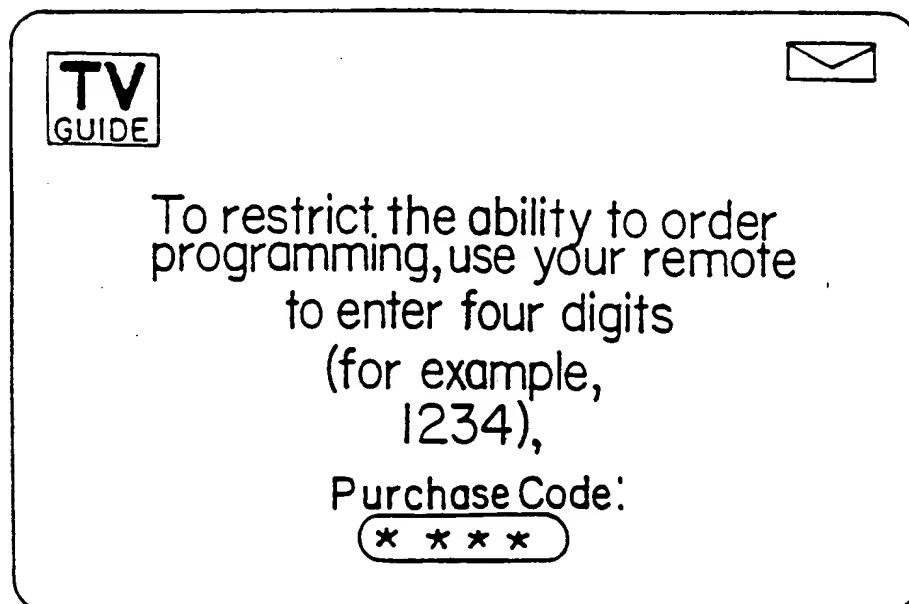 TV
GUIDE
To restrict the ability to order
programming, use your remote
to enter four digits
(for example,
1234),
Purchase Code:
* * * *